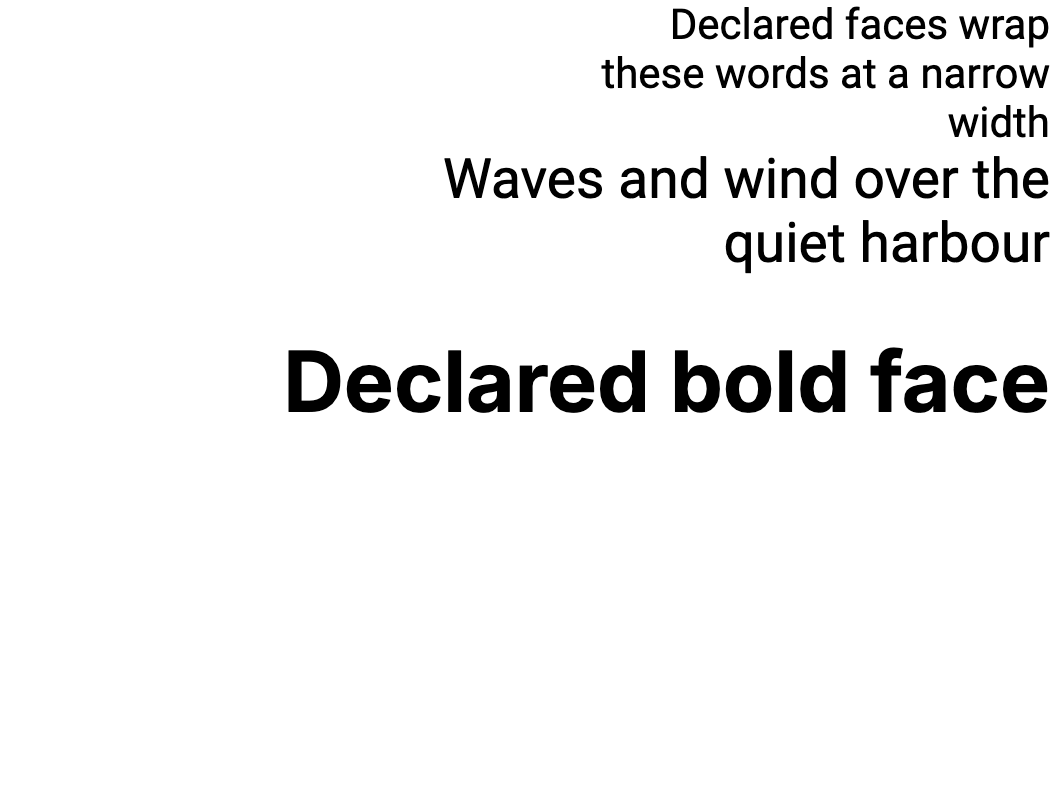 Declared faces wrap
these words at a narrow
width
Waves and wind over the
quiet harbour
Declared bold face